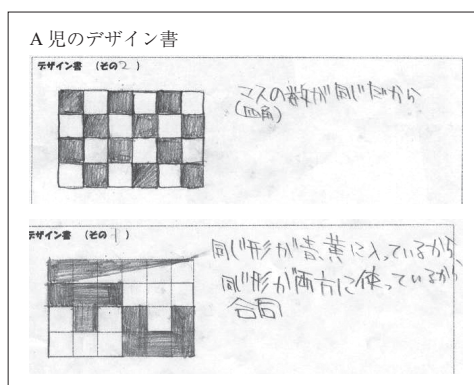 A 児のデザイン書
デザイン書 (その2)
マスの数が同じだから
(四角)
デザイン書 (その1)
同じ形が青、黄に入っているから、
同じ形が両方に使っているから
合同